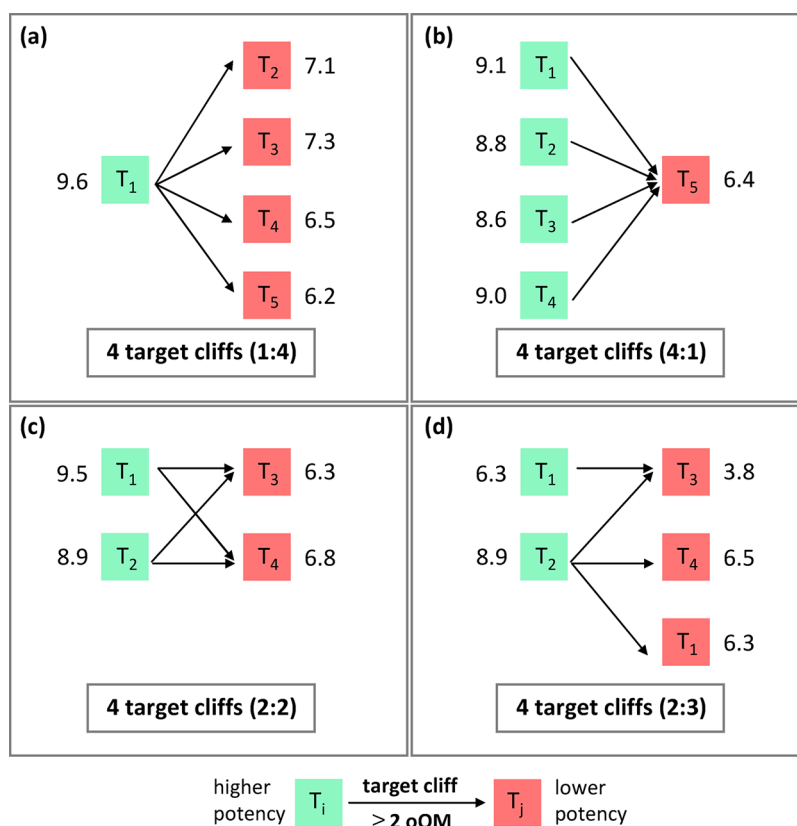 (a)
T2 7.1
T3 7.3
9.6 T1
T4 6.5
T5 6.2
4 target cliffs (1:4)
(b)
9.1 T1
8.8 T2
T5 6.4
8.6 T3
9.0 T4
4 target cliffs (4:1)
(c)
9.5 T1 T3 6.3
8.9 T2 T4 6.8
4 target cliffs (2:2)
(d)
6.3 T1 T3 3.8
8.9 T2 T4 6.5
T1 6.3
4 target cliffs (2:3)
higher potency
Ti
target cliff
≥ 2 oOM
Tj
lower potency